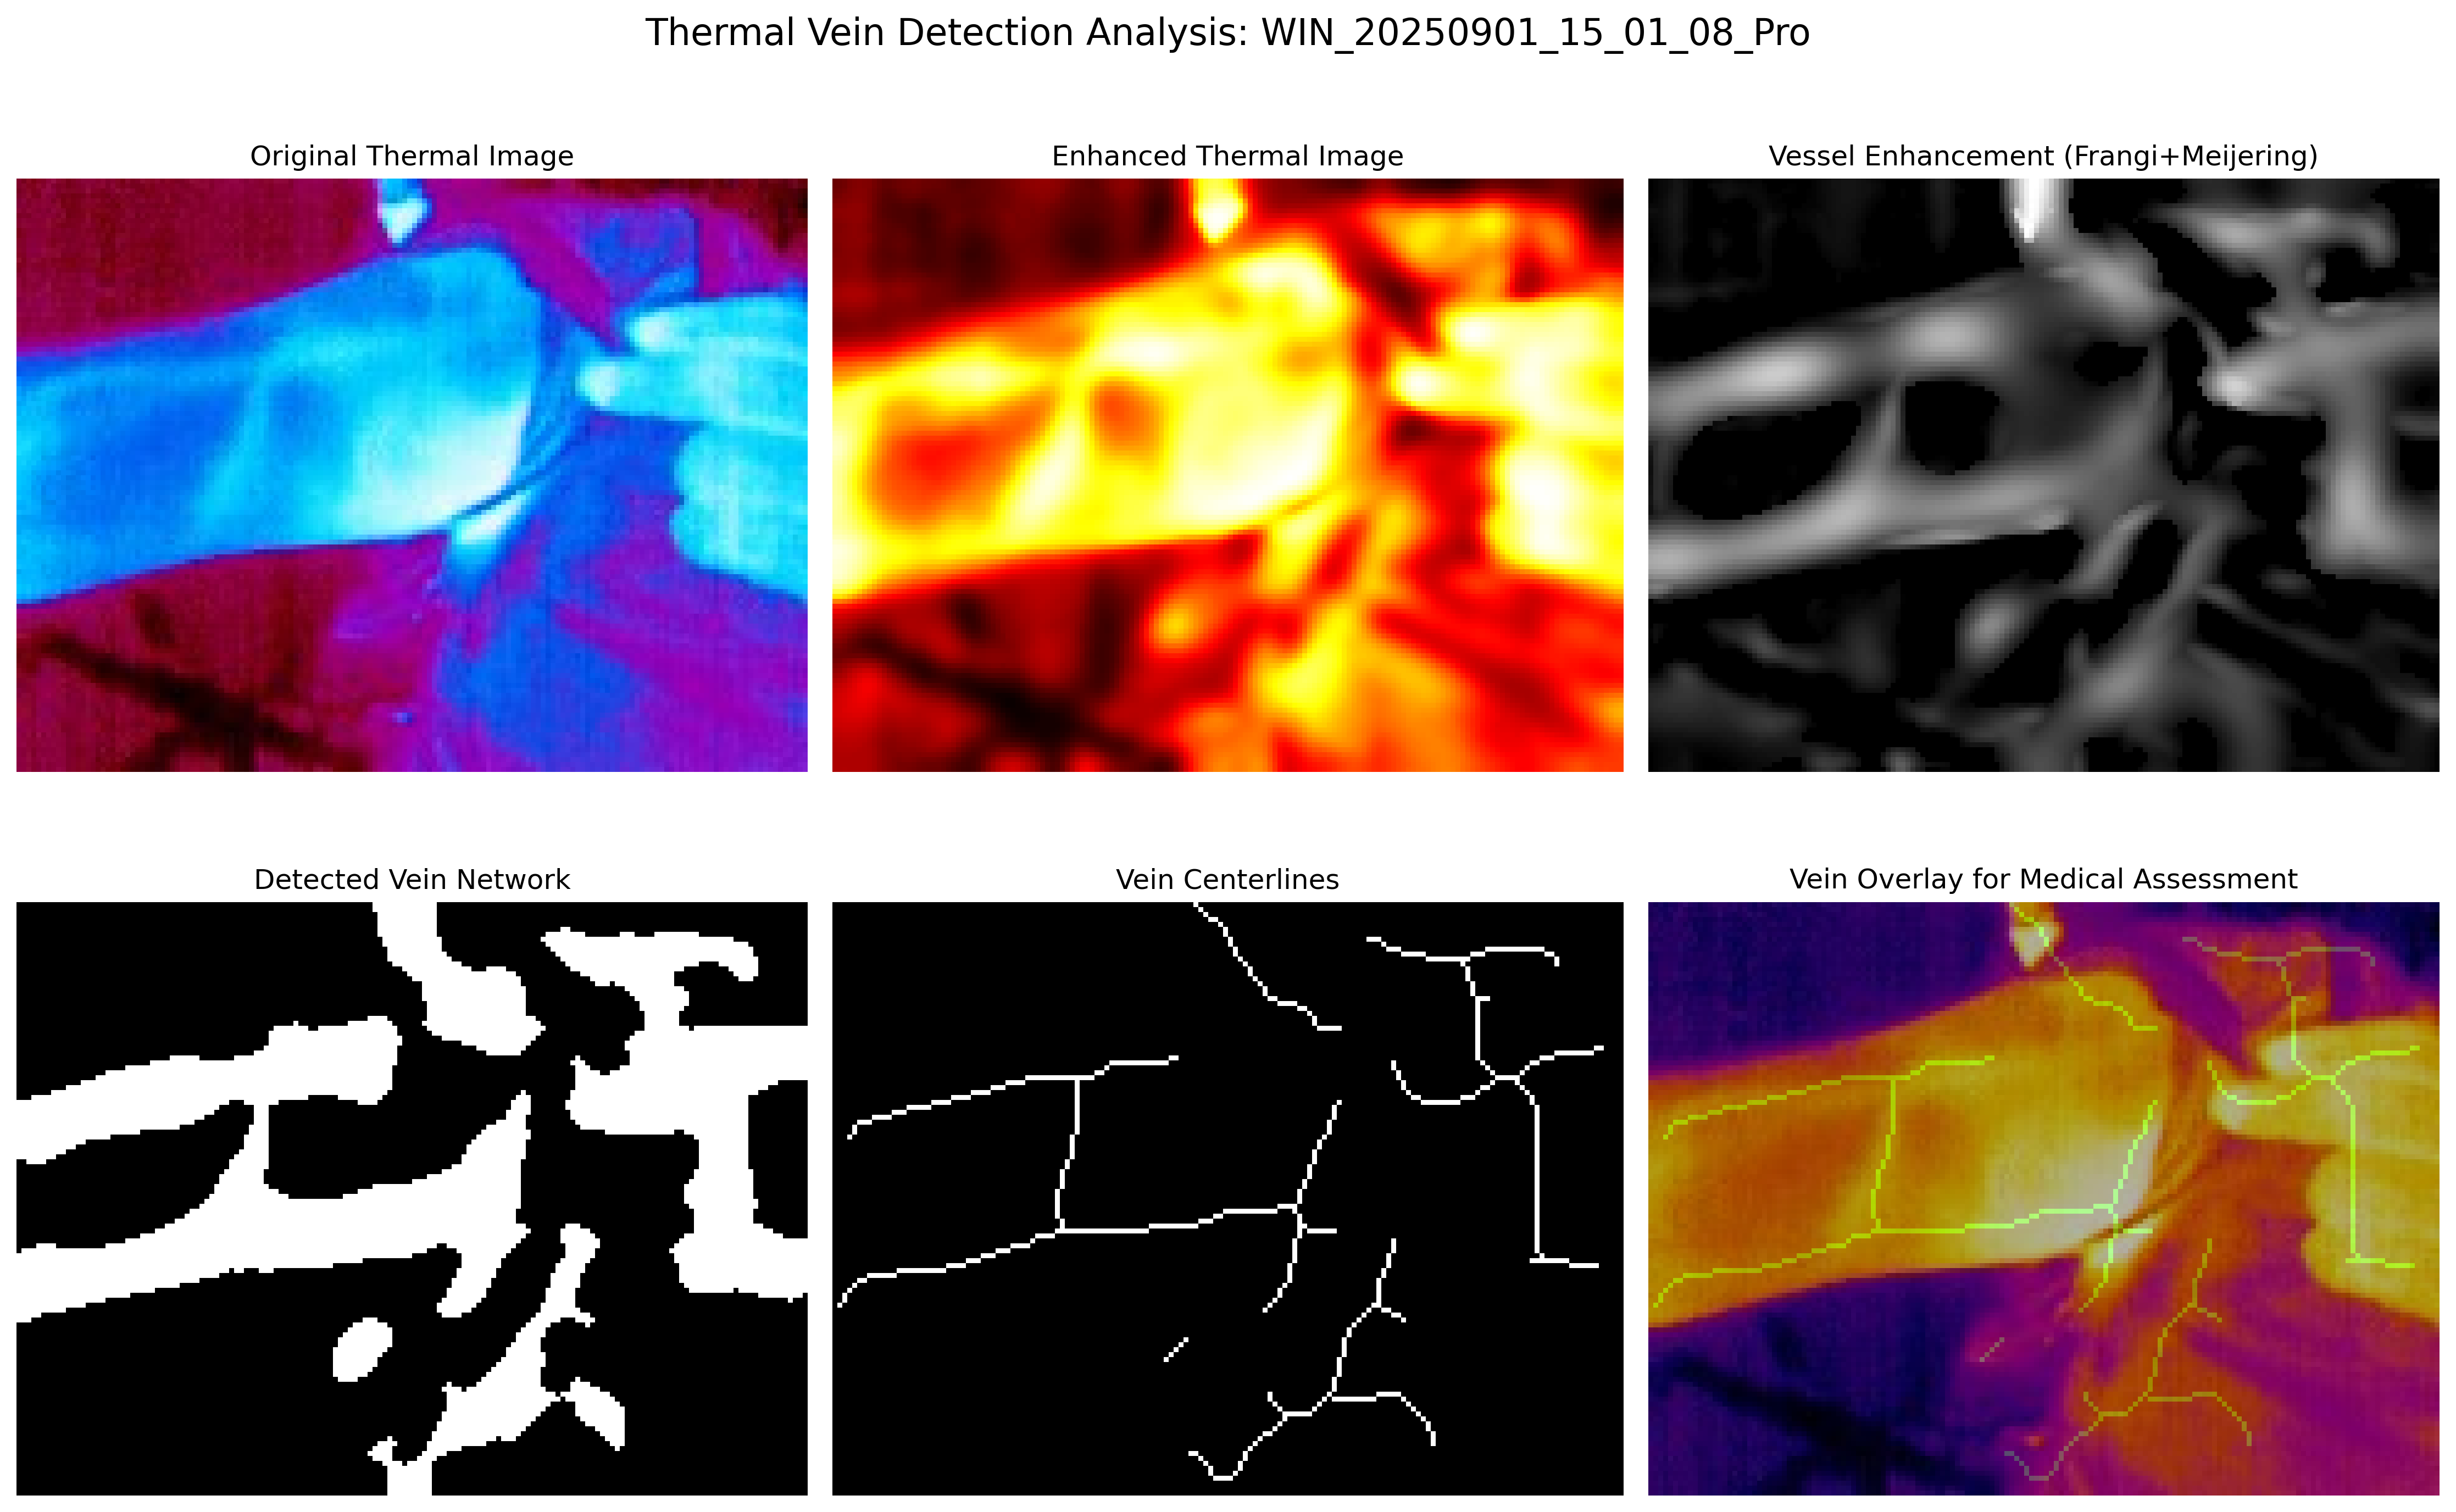 Thermal Vein Detection Analysis: WIN_20250901_15_01_08_Pro
Original Thermal Image
Enhanced Thermal Image
Vessel Enhancement (Frangi+Meijering)
Detected Vein Network
Vein Centerlines
Vein Overlay for Medical Assessment